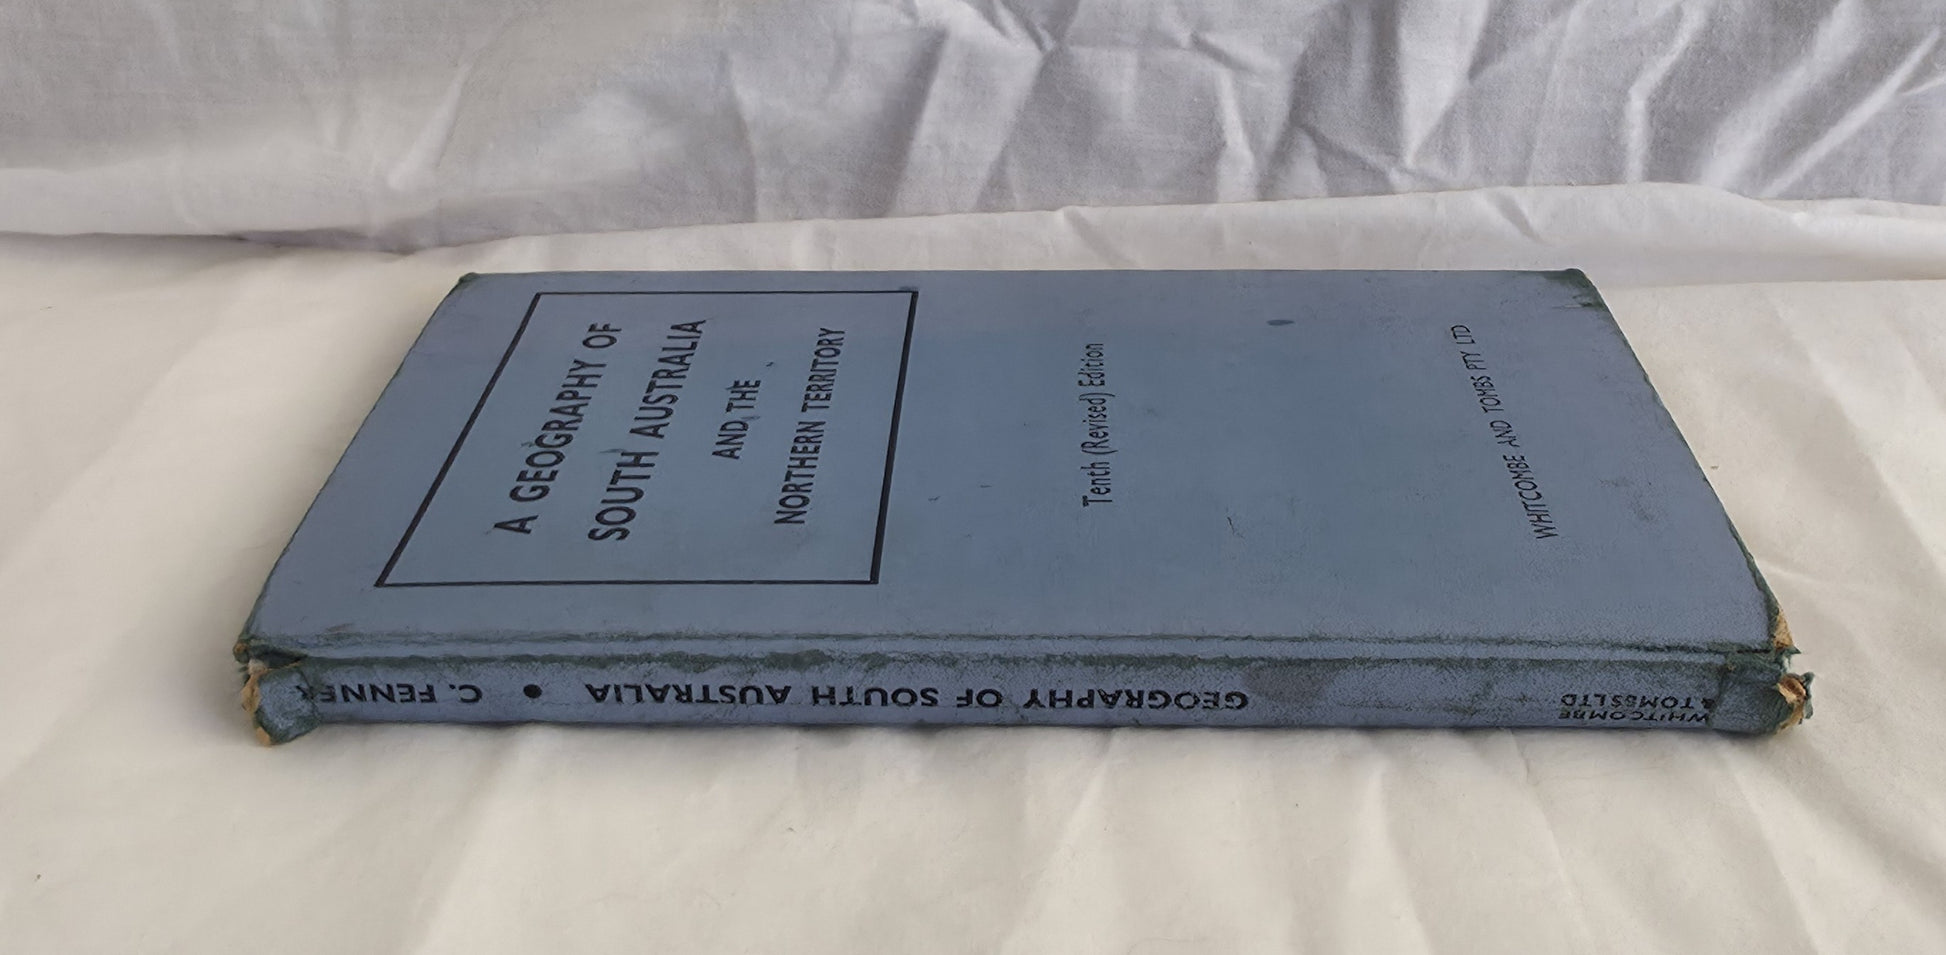 A GEOGRAPHY OF
SOUTH AUSTRALIA
AND THE
NORTHERN TERRITORY
Tenth (Revised) Edition
WHITCOMBE AND TOMBS PTY LTD
GEOGRAPHY OF SOUTH AUSTRALIA • C. FENNER
WHITCOMBE
& TOMBS LTD